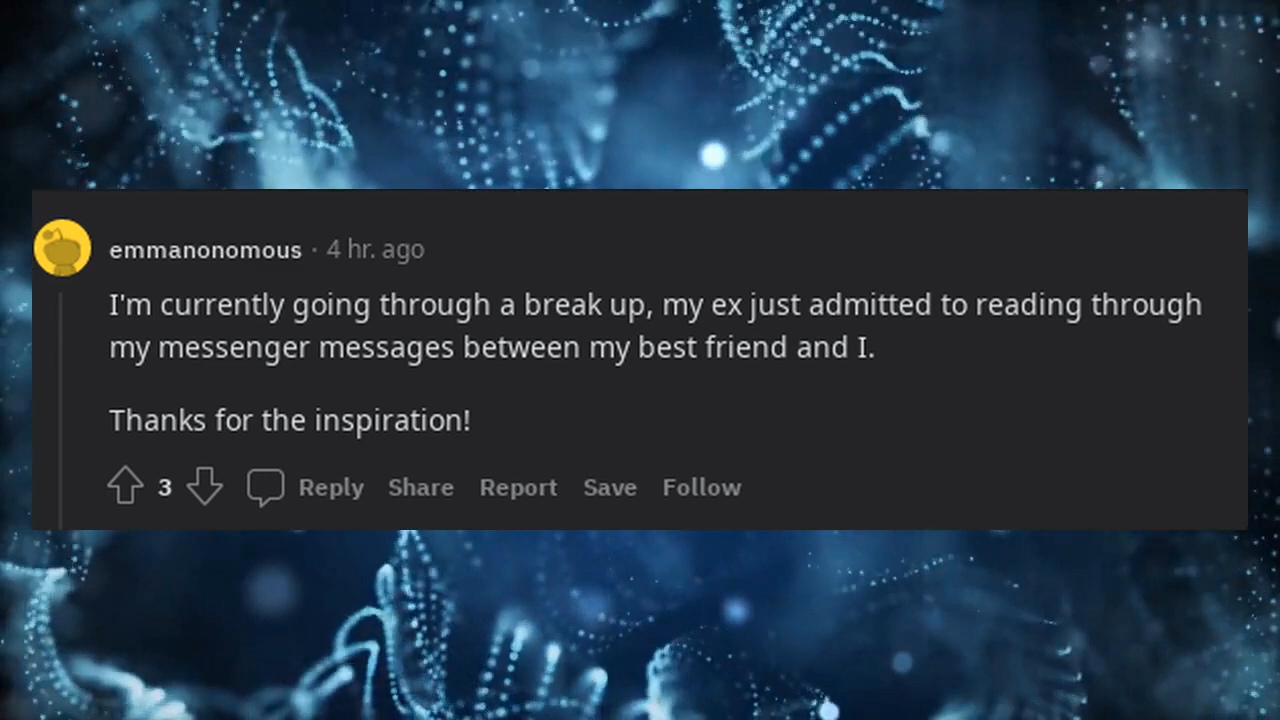 emmanonomous · 4 hr. ago
I'm currently going through a break up, my ex just admitted to reading through
my messenger messages between my best friend and I.
Thanks for the inspiration!
3 Reply Share Report Save Follow